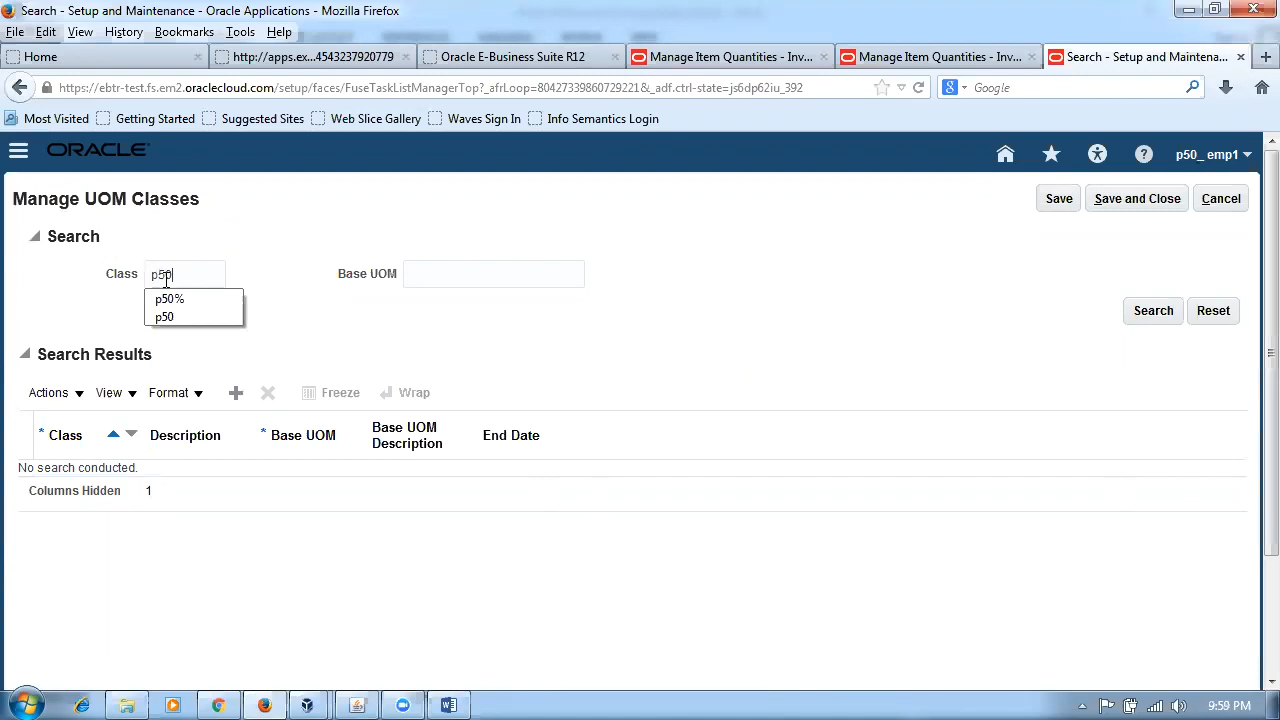 Search - Setup and Maintenance - Oracle Applications - Mozilla Firefox
File Edit View History Bookmarks Tools Help
Home http://apps.ex...4543237920779 Oracle E-Business Suite R12 Manage Item Quantities - Inv... Manage Item Quantities - Inv... Search - Setup and Maintena...
https://ebtr-test.fs.em2.oraclecloud.com/setup/faces/FuseTaskListManagerTop?_afrLoop=80427339860729221&_adf.ctrl-state=js6dp62iu_392 Google
Most Visited Getting Started Suggested Sites Web Slice Gallery Waves Sign In Info Semantics Login
ORACLE p50_ emp1
Manage UOM Classes Save Save and Close Cancel
Search
Class p50 Base UOM
p50%
p50
Search Reset
Search Results
Actions View Format Freeze Wrap
* Class Description * Base UOM Base UOM Description End Date
No search conducted.
Columns Hidden 1
9:59 PM